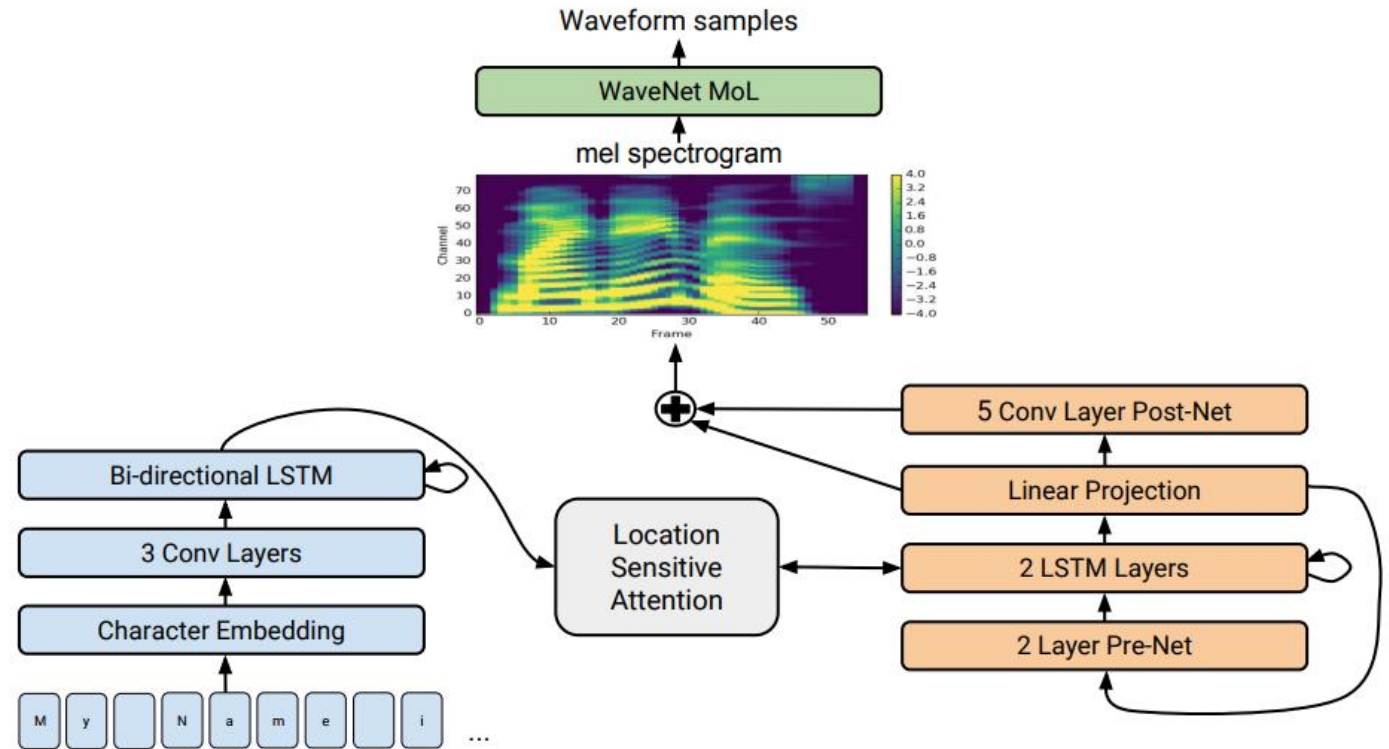 Waveform samples
WaveNet MoL
mel spectrogram
70
60
50
40
30
20
10
0
Channel
0 10 20 30 40 50
Frame
4.0
3.2
2.4
1.6
0.8
0.0
−0.8
−1.6
−2.4
−3.2
−4.0
5 Conv Layer Post-Net
Linear Projection
2 LSTM Layers
2 Layer Pre-Net
Location
Sensitive
Attention
Bi-directional LSTM
3 Conv Layers
Character Embedding
M y N a m e i ...